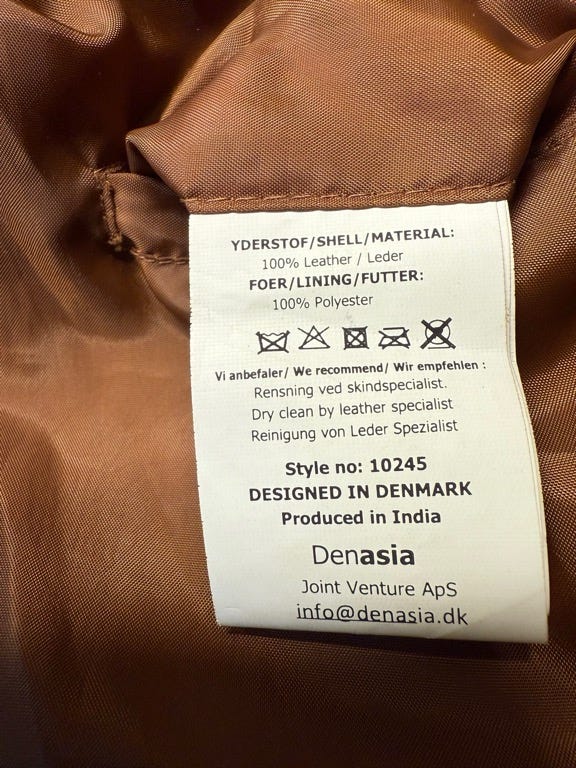 YDERSTOF/SHELL/MATERIAL:
100% Leather / Leder
FOER/LINING/FUTTER:
100% Polyester
Vi anbefaler/ We recommend/ Wir empfehlen :
Rensning ved skindspecialist.
Dry clean by leather specialist
Reinigung von Leder Spezialist
Style no: 10245
DESIGNED IN DENMARK
Produced in India
Denasia
Joint Venture ApS
info@denasia.dk